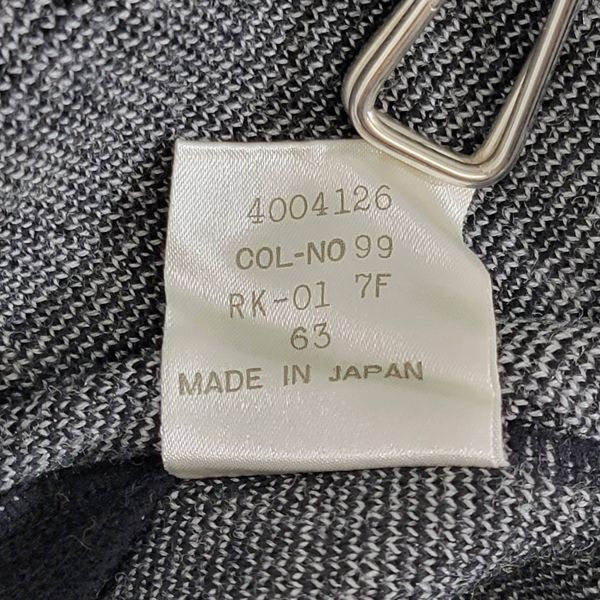 4004126
COL-NO 99
RK-01 7F
63
MADE IN JAPAN